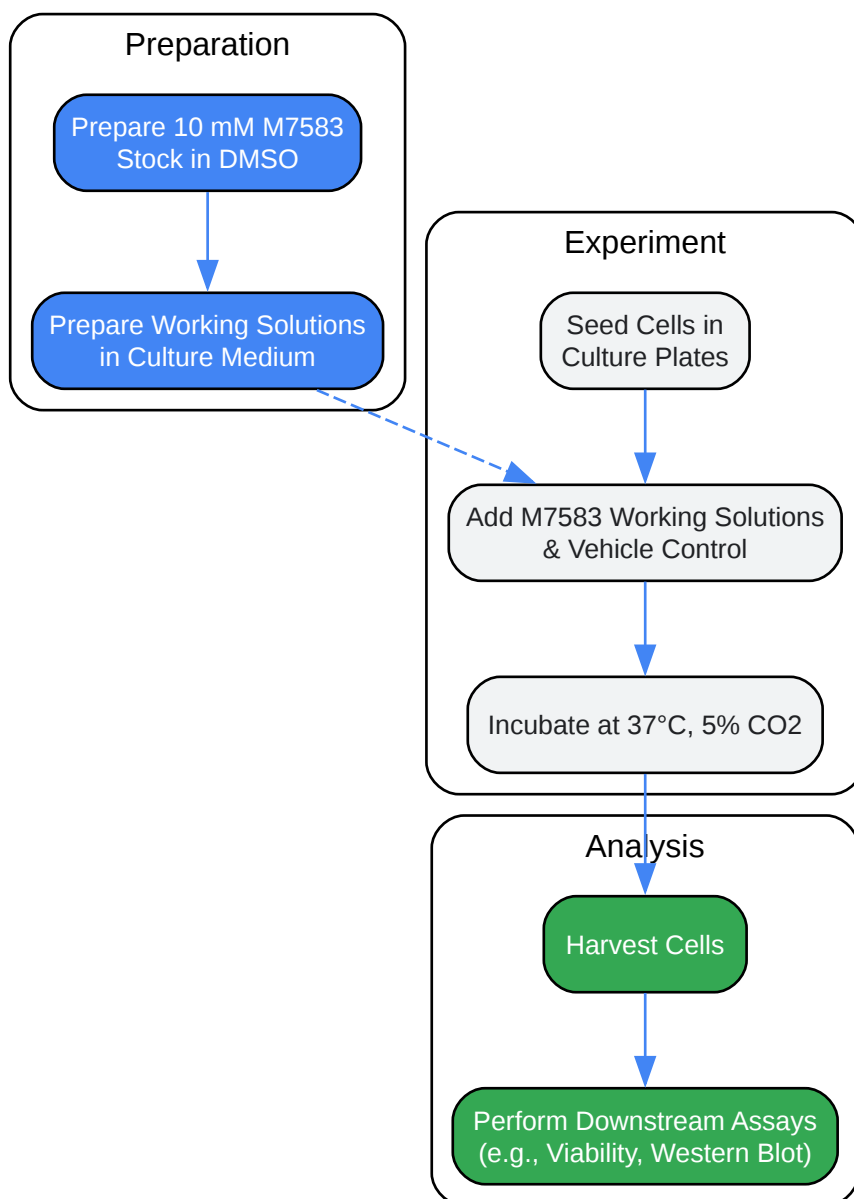 Preparation
Prepare 10 mM M7583
Stock in DMSO
Prepare Working Solutions
in Culture Medium
Experiment
Seed Cells in
Culture Plates
Add M7583 Working Solutions
& Vehicle Control
Incubate at 37°C, 5% CO2
Analysis
Harvest Cells
Perform Downstream Assays
(e.g., Viability, Western Blot)